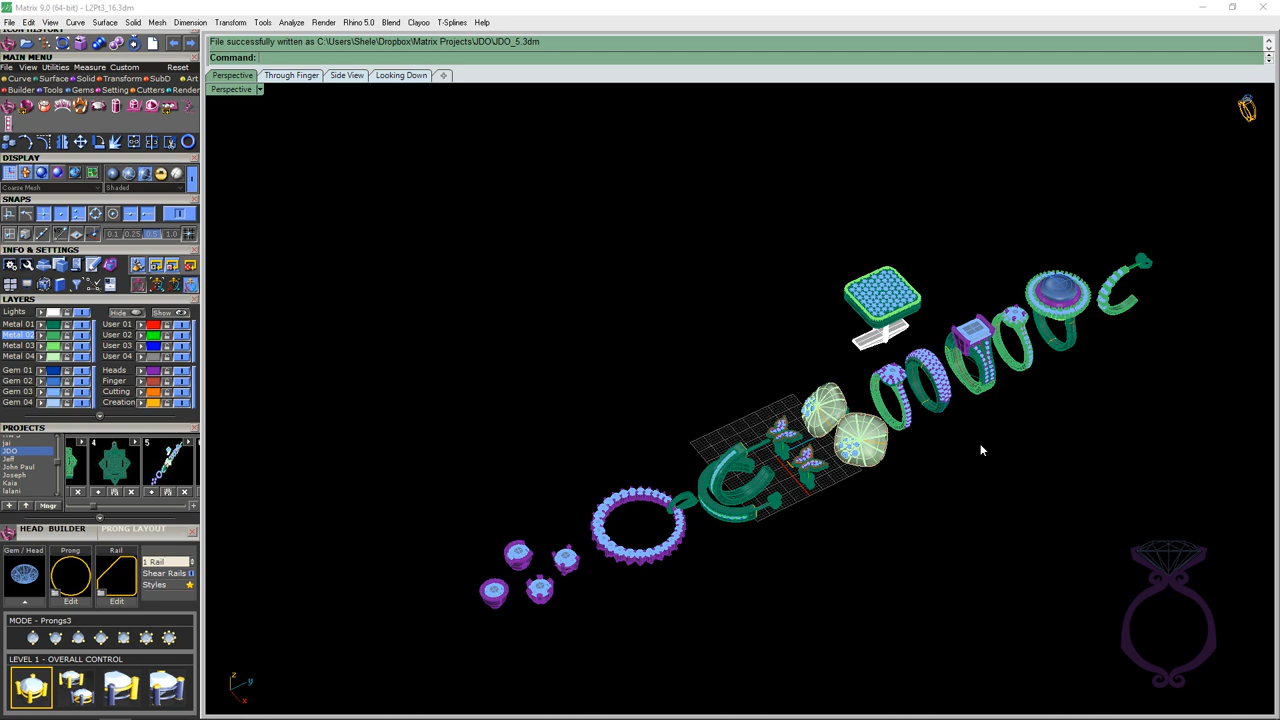 Matrix 9.0 (64-bit) - L2Pt3_16.3dm
File Edit View Curve Surface Solid Mesh Dimension Transform Tools Analyze Render Rhino 5.0 Blend Clayoo T-Splines Help
ICON HISTORY
File successfully written as C:\Users\Shele\Dropbox\Matrix Projects\JDO\JDO_5.3dm
Command:
MAIN MENU
File View Utilities Measure Custom Reset
Curve Surface Solid Transform SubD Art
Builder Tools Gems Setting Cutters Render
Perspective Through Finger Side View Looking Down
Perspective
DISPLAY
Coarse Mesh Shaded
SNAPS
0.1 0.25 0.5 1.0
INFO & SETTINGS
LAYERS
Lights Hide Show
Metal 01 User 01
Metal 02 User 02
Metal 03 User 03
Metal 04 User 04
Gem 01 Heads
Gem 02 Finger
Gem 03 Cutting
Gem 04 Creation
PROJECTS
jai
JDO
Jeff
John Paul
Joseph
Kaia
lalani
4 5
Mngr
HEAD BUILDER PRONG LAYOUT
Gem / Head Prong Rail
1 Rail
Shear Rails
Styles
Edit Edit
MODE - Prongs3
LEVEL 1 - OVERALL CONTROL
z
y
x